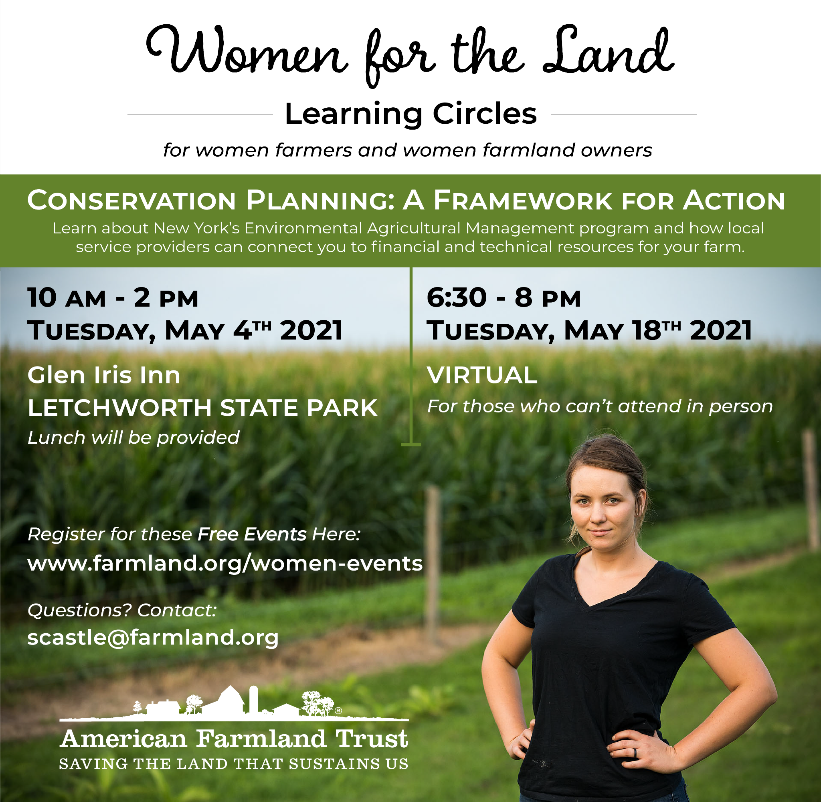 Women for the Land
Learning Circles
for women farmers and women farmland owners
Conservation Planning: A Framework for Action
Learn about New York's Environmental Agricultural Management program and how local
service providers can connect you to financial and technical resources for your farm.
10 am - 2 pm
Tuesday, May 4th 2021
Glen Iris Inn
LETCHWORTH STATE PARK
Lunch will be provided
6:30 - 8 pm
Tuesday, May 18th 2021
VIRTUAL
For those who can't attend in person
Register for these Free Events Here:
www.farmland.org/women-events
Questions? Contact:
scastle@farmland.org
®
American Farmland Trust
SAVING THE LAND THAT SUSTAINS US